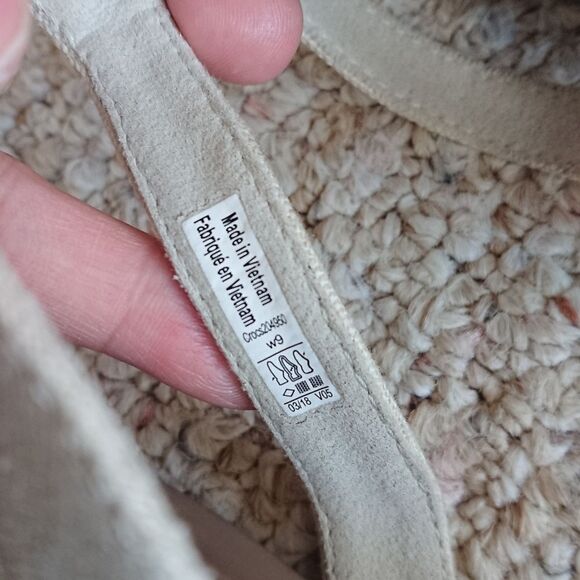 Made in Vietnam
Fabriqué en Vietnam
Crocs204950
w9
03/18 V05